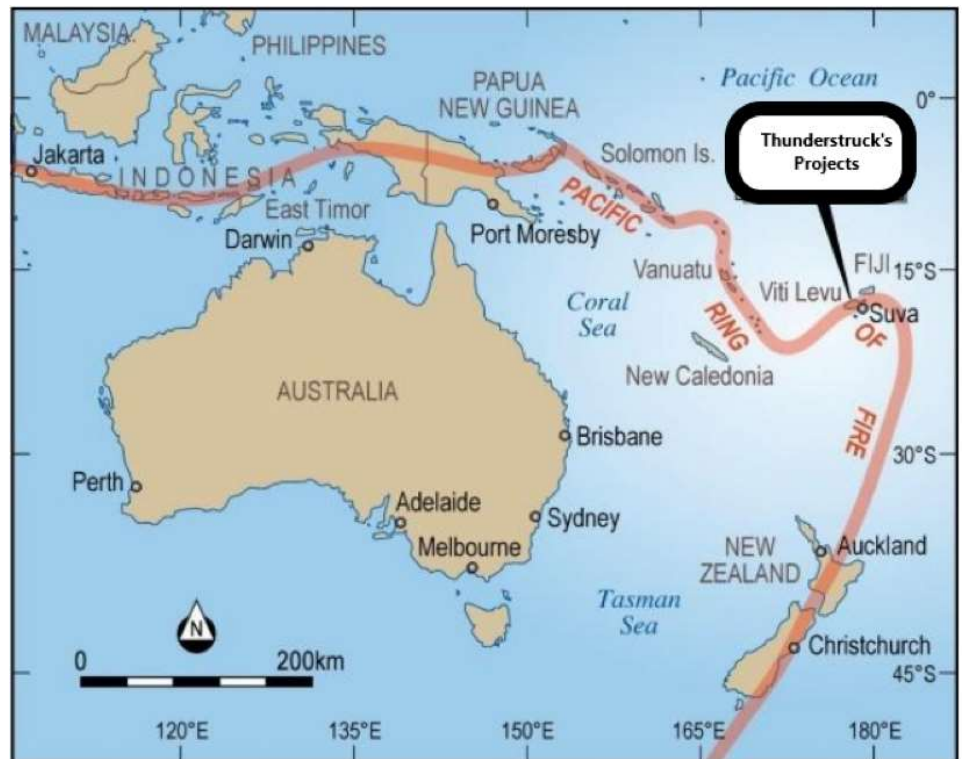 MALAYSIA
PHILIPPINES
Pacific Ocean
PAPUA
NEW GUINEA
0°
Thunderstruck's
Projects
Jakarta
INDONESIA
Solomon Is.
East Timor
PACIFIC
Darwin
Port Moresby
FIJI
15°S
Vanuatu
Viti Levu
Suva
Coral
Sea
RING
OF
New Caledonia
AUSTRALIA
FIRE
Brisbane
30°S
Perth
Adelaide
Sydney
Melbourne
NEW
ZEALAND
Auckland
Tasman
Sea
N
Christchurch
0
200km
45°S
120°E
135°E
150°E
165°E
180°E